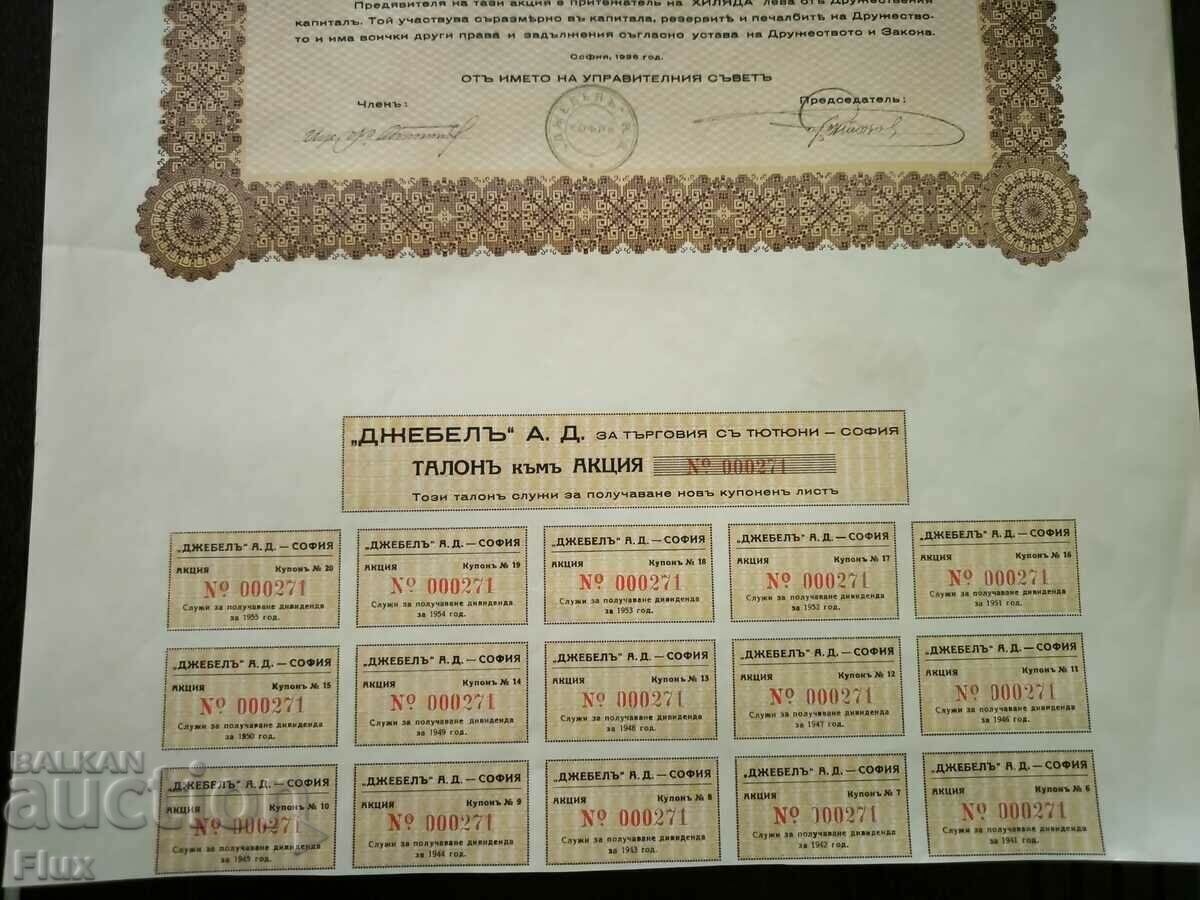 Предявителя на тази акция е притежатель на "ХИЛЯДА" лева отъ Дружествения
капиталъ. Той участвува съразмѣрно въ капитала, резервитѣ и печалбитѣ на Дружество-
то и има всички други права и задължения съгласно устава на Дружеството и Закона.
София, 1936 год.
ОТЪ ИМЕТО НА УПРАВИТЕЛНИЯ СЪВЕТЪ
Членъ:
Председатель:
"ДЖЕБЕЛЪ" А. Д.
СОФИЯ
"ДЖЕБЕЛЪ" А. Д. ЗА ТЪРГОВИЯ СЪ ТЮТЮНИ — СОФИЯ
ТАЛОНЪ КЪМЪ АКЦИЯ № 000271
Този талонъ служи за получаване новъ купоненъ листъ
"ДЖЕБЕЛЪ" А. Д. — СОФИЯ
АКЦИЯ Купонъ № 20
№ 000271
Служи за получаване дивиденда
за 1955 год.
"ДЖЕБЕЛЪ" А. Д. — СОФИЯ
АКЦИЯ Купонъ № 19
№ 000271
Служи за получаване дивиденда
за 1954 год.
"ДЖЕБЕЛЪ" А. Д. — СОФИЯ
АКЦИЯ Купонъ № 18
№ 000271
Служи за получаване дивиденда
за 1953 год.
"ДЖЕБЕЛЪ" А. Д. — СОФИЯ
АКЦИЯ Купонъ № 17
№ 000271
Служи за получаване дивиденда
за 1952 год.
"ДЖЕБЕЛЪ" А. Д. — СОФИЯ
АКЦИЯ Купонъ № 16
№ 000271
Служи за получаване дивиденда
за 1951 год.
"ДЖЕБЕЛЪ" А. Д. — СОФИЯ
АКЦИЯ Купонъ № 15
№ 000271
Служи за получаване дивиденда
за 1950 год.
"ДЖЕБЕЛЪ" А. Д. — СОФИЯ
АКЦИЯ Купонъ № 14
№ 000271
Служи за получаване дивиденда
за 1949 год.
"ДЖЕБЕЛЪ" А. Д. — СОФИЯ
АКЦИЯ Купонъ № 13
№ 000271
Служи за получаване дивиденда
за 1948 год.
"ДЖЕБЕЛЪ" А. Д. — СОФИЯ
АКЦИЯ Купонъ № 12
№ 000271
Служи за получаване дивиденда
за 1947 год.
"ДЖЕБЕЛЪ" А. Д. — СОФИЯ
АКЦИЯ Купонъ № 11
№ 000271
Служи за получаване дивиденда
за 1946 год.
"ДЖЕБЕЛЪ" А. Д. — СОФИЯ
АКЦИЯ Купонъ № 10
№ 000271
Служи за получаване дивиденда
за 1945 год.
"ДЖЕБЕЛЪ" А. Д. — СОФИЯ
АКЦИЯ Купонъ № 9
№ 000271
Служи за получаване дивиденда
за 1944 год.
"ДЖЕБЕЛЪ" А. Д. — СОФИЯ
АКЦИЯ Купонъ № 8
№ 000271
Служи за получаване дивиденда
за 1943 год.
"ДЖЕБЕЛЪ" А. Д. — СОФИЯ
АКЦИЯ Купонъ № 7
№ 000271
Служи за получаване дивиденда
за 1942 год.
"ДЖЕБЕЛЪ" А. Д. — СОФИЯ
АКЦИЯ Купонъ № 6
№ 000271
Служи за получаване дивиденда
за 1941 год.
BALKAN
auction
Flux